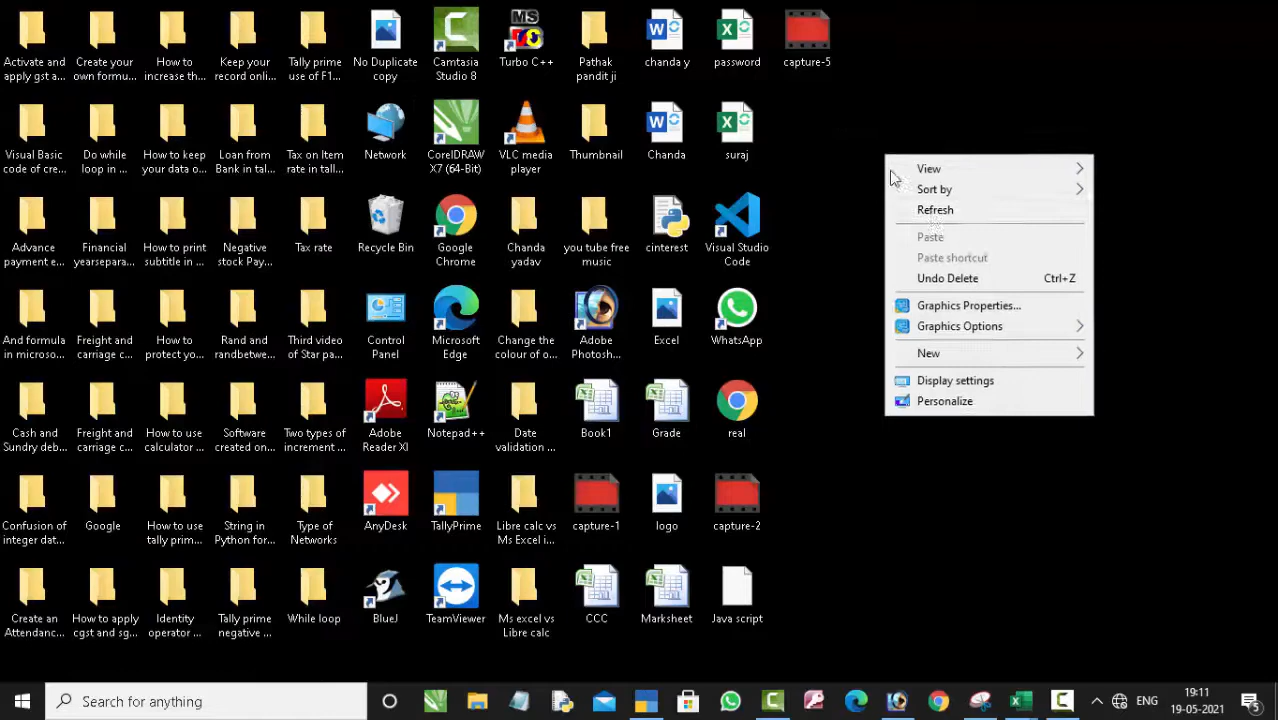 Activate and
apply gst a...
Create your
own formu...
How to
increase th...
Keep your
record onli...
Tally prime
use of F1...
No Duplicate
copy
Camtasia
Studio 8
MS
Turbo C++
Pathak
pandit ji
chanda y
password
capture-5
Visual Basic
code of cre...
Do while
loop in ...
How to keep
your data o...
Loan from
Bank in tal...
Tax on Item
rate in tall...
Network
CorelDRAW
X7 (64-Bit)
VLC media
player
Thumbnail
Chanda
suraj
Advance
payment e...
Financial
yearsepara...
How to print
subtitle in ...
Negative
stock Pay...
Tax rate
Recycle Bin
Google
Chrome
Chanda
yadav
you tube free
music
cinterest
Visual Studio
Code
And formula
in microso...
Freight and
carriage c...
How to
protect yo...
Rand and
randbetwe...
Third video
of Star pa...
Control
Panel
Microsoft
Edge
Change the
colour of o...
Adobe
Photosh...
Excel
WhatsApp
Cash and
Sundry deb...
Freight and
carriage c...
How to use
calculator ...
Software
created on...
Two types of
increment ...
Adobe
Reader XI
Notepad++
Date
validation ...
Book1
Grade
real
Confusion of
integer dat...
Google
How to use
tally prim...
String in
Python for...
Type of
Networks
AnyDesk
TallyPrime
Libre calc vs
Ms Excel i...
capture-1
logo
capture-2
Create an
Attendanc...
How to apply
cgst and sg...
Identity
operator ...
Tally prime
negative ...
While loop
BlueJ
TeamViewer
Ms excel vs
Libre calc
CCC
Marksheet
Java script
View
Sort by
Refresh
Paste
Paste shortcut
Undo Delete Ctrl+Z
Graphics Properties...
Graphics Options
New
Display settings
Personalize
Search for anything
ENG
19:11
19-05-2021
5